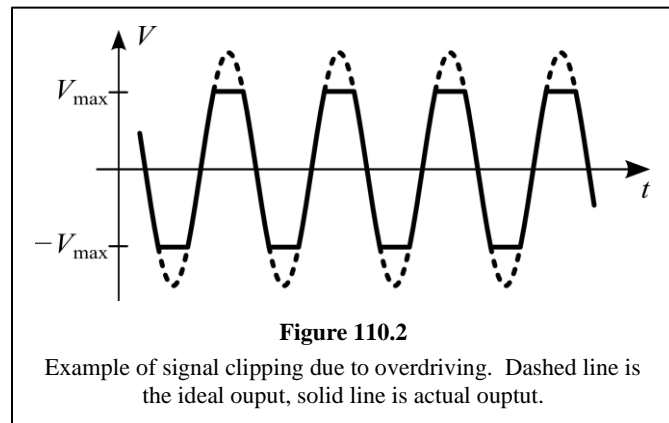 V
V_max
t
−V_max
Figure 110.2
Example of signal clipping due to overdriving. Dashed line is
the ideal ouput, solid line is actual ouptut.